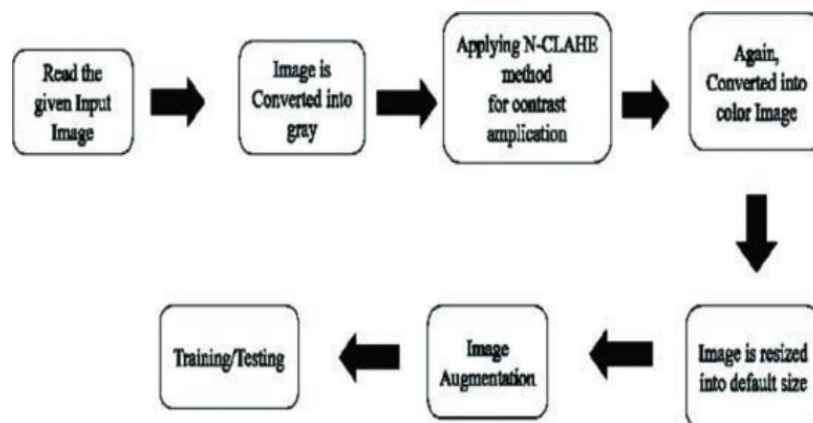 Read the
given Input
Image
Image is
Converted into
gray
Applying N-CLAHE
method
for contrast
amplication
Again,
Converted into
color Image
Image is resized
into default size
Image
Augmentation
Training/Testing